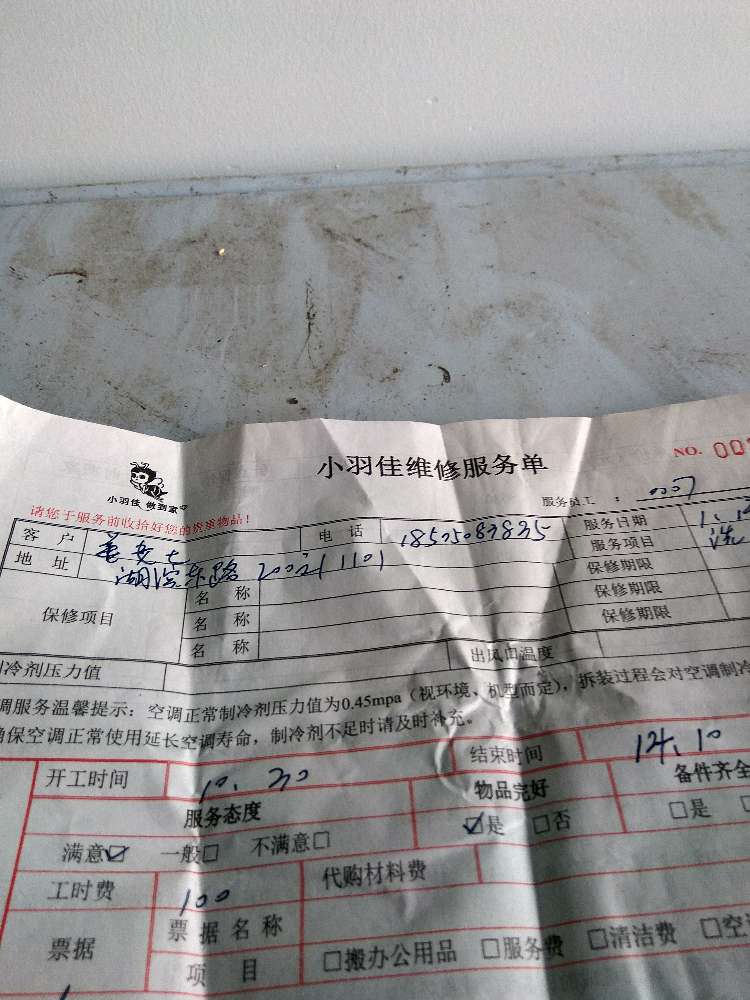 小羽佳维修服务单
NO. 00
小羽佳 做到家
请您于服务前收拾好您的贵重物品!
服务员工：
客户 电话 服务日期
地址 湖滨东路 1101 服务项目 洗
保修项目 名称 保修期限
名称 保修期限
名称 保修期限
冷剂压力值 出风口温度
调服务温馨提示：空调正常制冷剂压力值为0.45mpa（视环境、机型而定），拆装过程会对空调制冷
确保空调正常使用延长空调寿命，制冷剂不足时请及时补充。
开工时间 10.30 结束时间 14.10
服务态度 物品完好 备件齐全
满意☑ 一般□ 不满意□ ☑是 □否 □是
工时费 100 代购材料费
票据 票据名称
项目 □搬办公用品 □服务费 □清洁费 □空